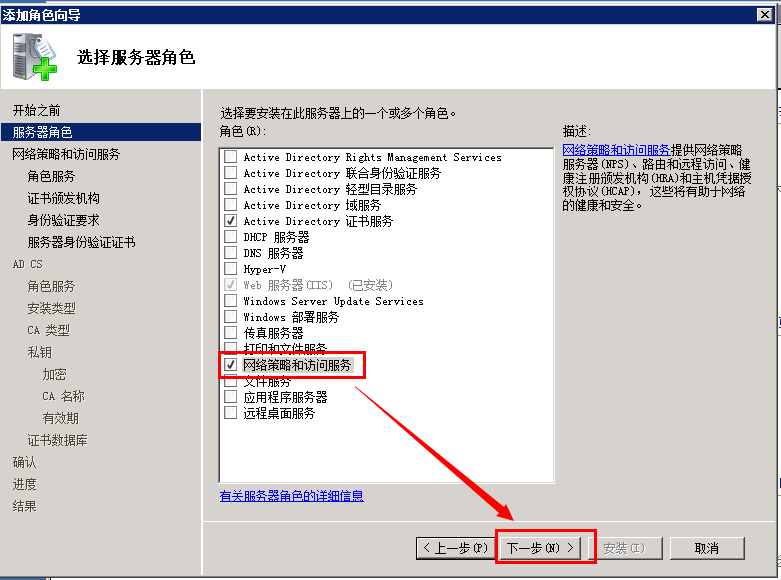 添加角色向导
选择服务器角色
开始之前
服务器角色
网络策略和访问服务
角色服务
证书颁发机构
身份验证要求
服务器身份验证证书
AD CS
角色服务
安装类型
CA 类型
私钥
加密
CA 名称
有效期
证书数据库
确认
进度
结果
选择要安装在此服务器上的一个或多个角色。
角色(R):
Active Directory Rights Management Services
Active Directory 联合身份验证服务
Active Directory 轻型目录服务
Active Directory 域服务
Active Directory 证书服务
DHCP 服务器
DNS 服务器
Hyper-V
Web 服务器(IIS) (已安装)
Windows Server Update Services
Windows 部署服务
传真服务器
打印和文件服务
网络策略和访问服务
文件服务
应用程序服务器
远程桌面服务
有关服务器角色的详细信息
描述:
网络策略和访问服务提供网络策略
服务器(NPS)、路由和远程访问、健
康注册颁发机构(HRA)和主机凭据授
权协议(HCAP)，这些将有助于网络
的健康和安全。
< 上一步(P)
下一步(N) >
安装(I)
取消